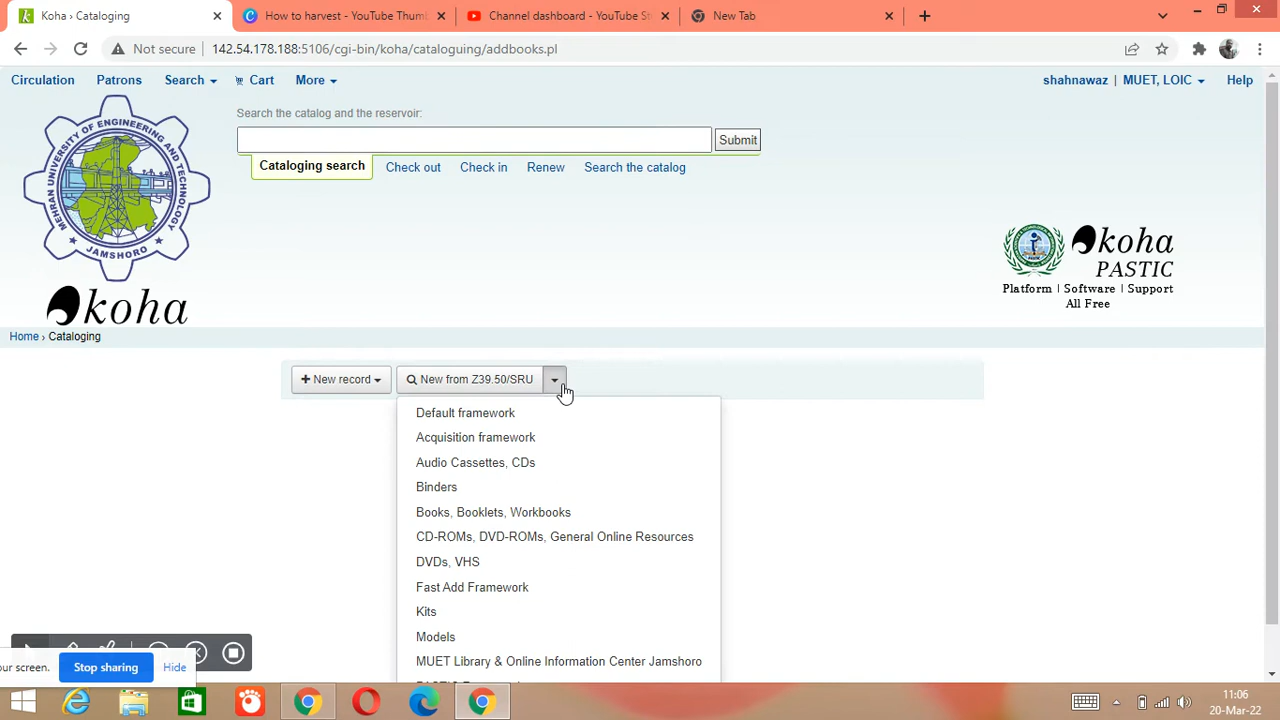 Koha › Cataloging
How to harvest - YouTube Thumb
Channel dashboard - YouTube St
New Tab
Not secure | 142.54.178.188:5106/cgi-bin/koha/cataloguing/addbooks.pl
Circulation Patrons Search Cart More
shahnawaz | MUET, LOIC Help
MEHRAN UNIVERSITY OF ENGINEERING AND TECHNOLOGY
JAMSHORO
koha
Search the catalog and the reservoir:
Submit
Cataloging search Check out Check in Renew Search the catalog
koha
PASTIC
Platform | Software | Support
All Free
Home › Cataloging
+ New record
New from Z39.50/SRU
Default framework
Acquisition framework
Audio Cassettes, CDs
Binders
Books, Booklets, Workbooks
CD-ROMs, DVD-ROMs, General Online Resources
DVDs, VHS
Fast Add Framework
Kits
Models
MUET Library & Online Information Center Jamshoro
our screen. Stop sharing Hide
11:06
20-Mar-22